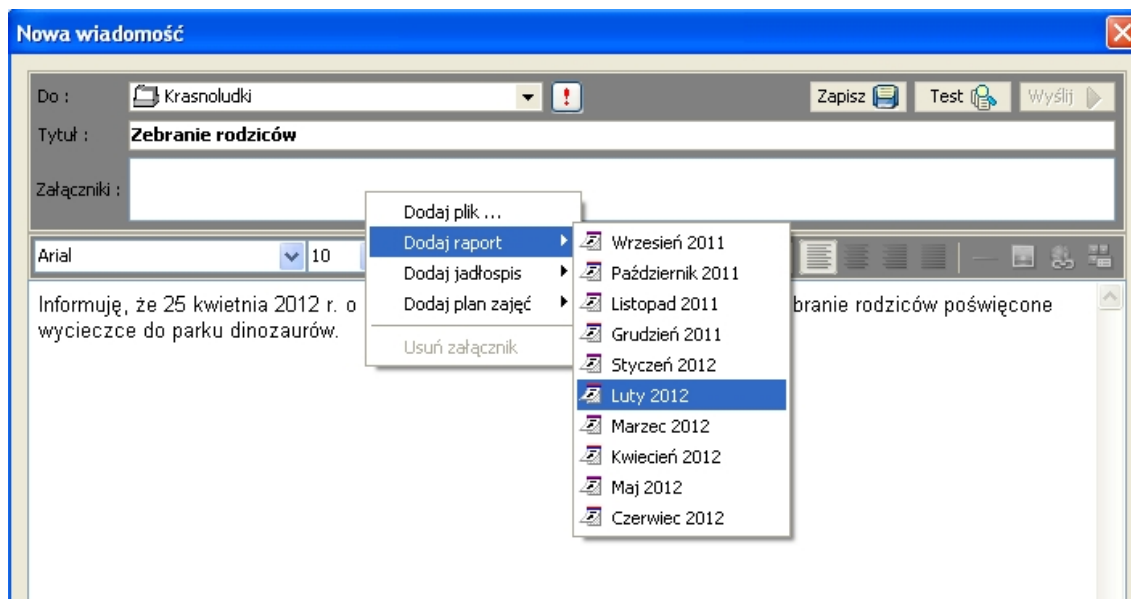 Nowa wiadomość
Do : Krasnoludki Zapisz Test Wyślij
Tytuł : Zebranie rodziców
Załączniki :
Dodaj plik ...
Dodaj raport
Dodaj jadłospis
Dodaj plan zajęć
Usuń załącznik
Wrzesień 2011
Październik 2011
Listopad 2011
Grudzień 2011
Styczeń 2012
Luty 2012
Marzec 2012
Kwiecień 2012
Maj 2012
Czerwiec 2012
Arial 10
Informuję, że 25 kwietnia 2012 r. o branie rodziców poświęcone
wycieczce do parku dinozaurów.